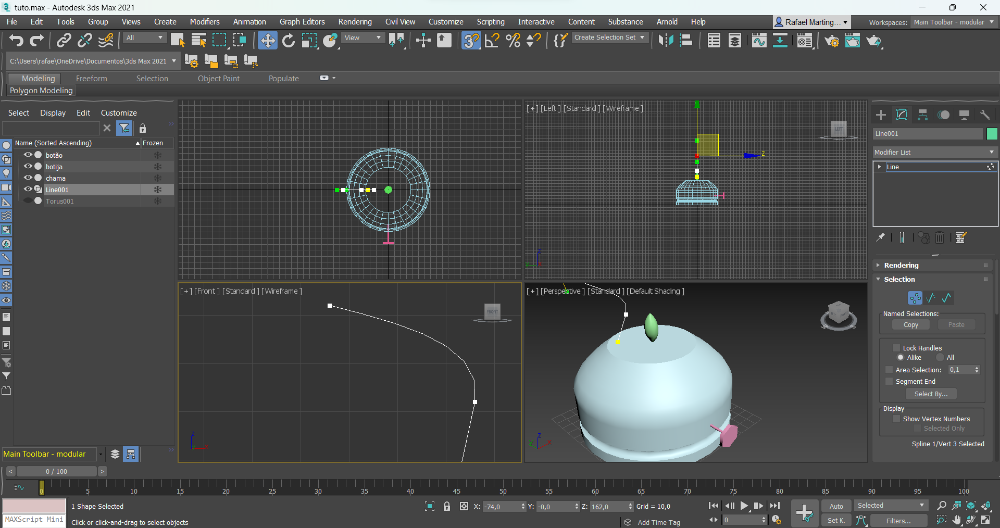 tuto.max - Autodesk 3ds Max 2021
File Edit Tools Group Views Create Modifiers Animation Graph Editors Rendering Civil View Customize Scripting Interactive Content Substance Arnold Help Rafael Marting... Workspaces: Main Toolbar - modular
All View Create Selection Set
C:\Users\rafae\OneDrive\Documentos\3ds Max 2021
Modeling Freeform Selection Object Paint Populate
Polygon Modeling
Select Display Edit Customize
Name (Sorted Ascending) Frozen
botão
botija
chama
Line001
Torus001
Main Toolbar - modular
[+] [Left ] [Standard ] [Wireframe ]
LEFT
Z
z
y
[+] [Front ] [Standard ] [Wireframe ]
FRONT
z
y x
[+] [Perspective ] [Standard ] [Default Shading ]
z
y x
Line001
Modifier List
Line
Rendering
Selection
Named Selections:
Copy Paste
Lock Handles
Alike All
Area Selection: 0,1
Segment End
Select By...
Display
Show Vertex Numbers
Selected Only
Spline 1/Vert 3 Selected
< 0 / 100 >
0 5 10 15 20 25 30 35 40 45 50 55 60 65 70 75 80 85 90 95 100
1 Shape Selected X: -74,0 Y: -0,0 Z: 162,0 Grid = 10,0 Auto Selected
MAXScript Mini Click or click-and-drag to select objects Add Time Tag 0 Set K. Filters...